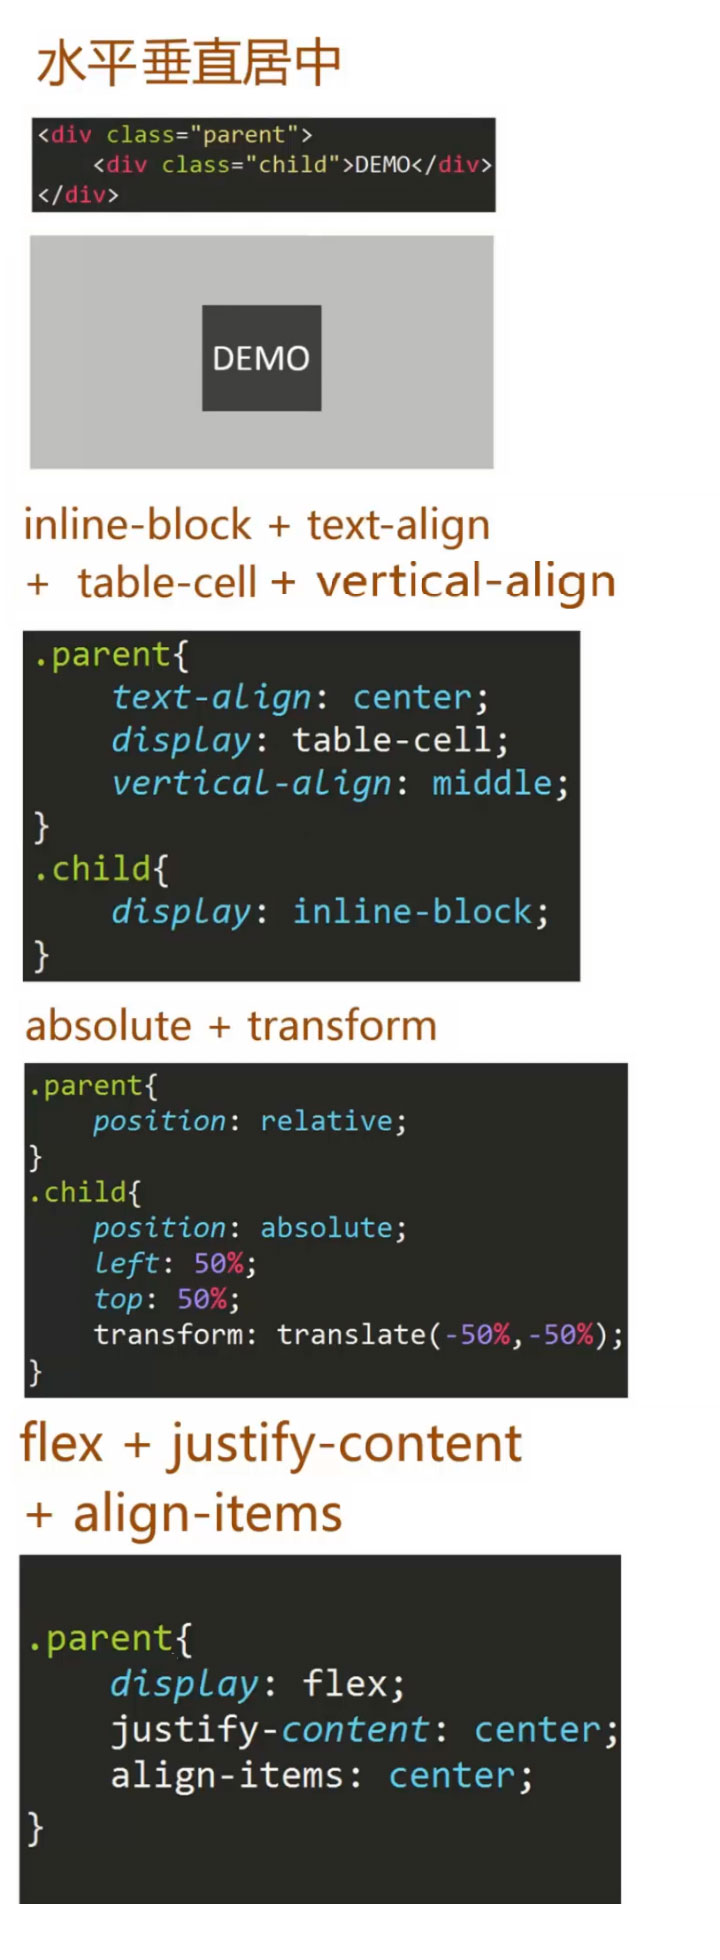 水平垂直居中
<div class="parent">
    <div class="child">DEMO</div>
</div>
DEMO
inline-block + text-align
+ table-cell + vertical-align
.parent{
    text-align: center;
    display: table-cell;
    vertical-align: middle;
}
.child{
    display: inline-block;
}
absolute + transform
.parent{
    position: relative;
}
.child{
    position: absolute;
    left: 50%;
    top: 50%;
    transform: translate(-50%,-50%);
}
flex + justify-content
+ align-items
.parent{
    display: flex;
    justify-content: center;
    align-items: center;
}